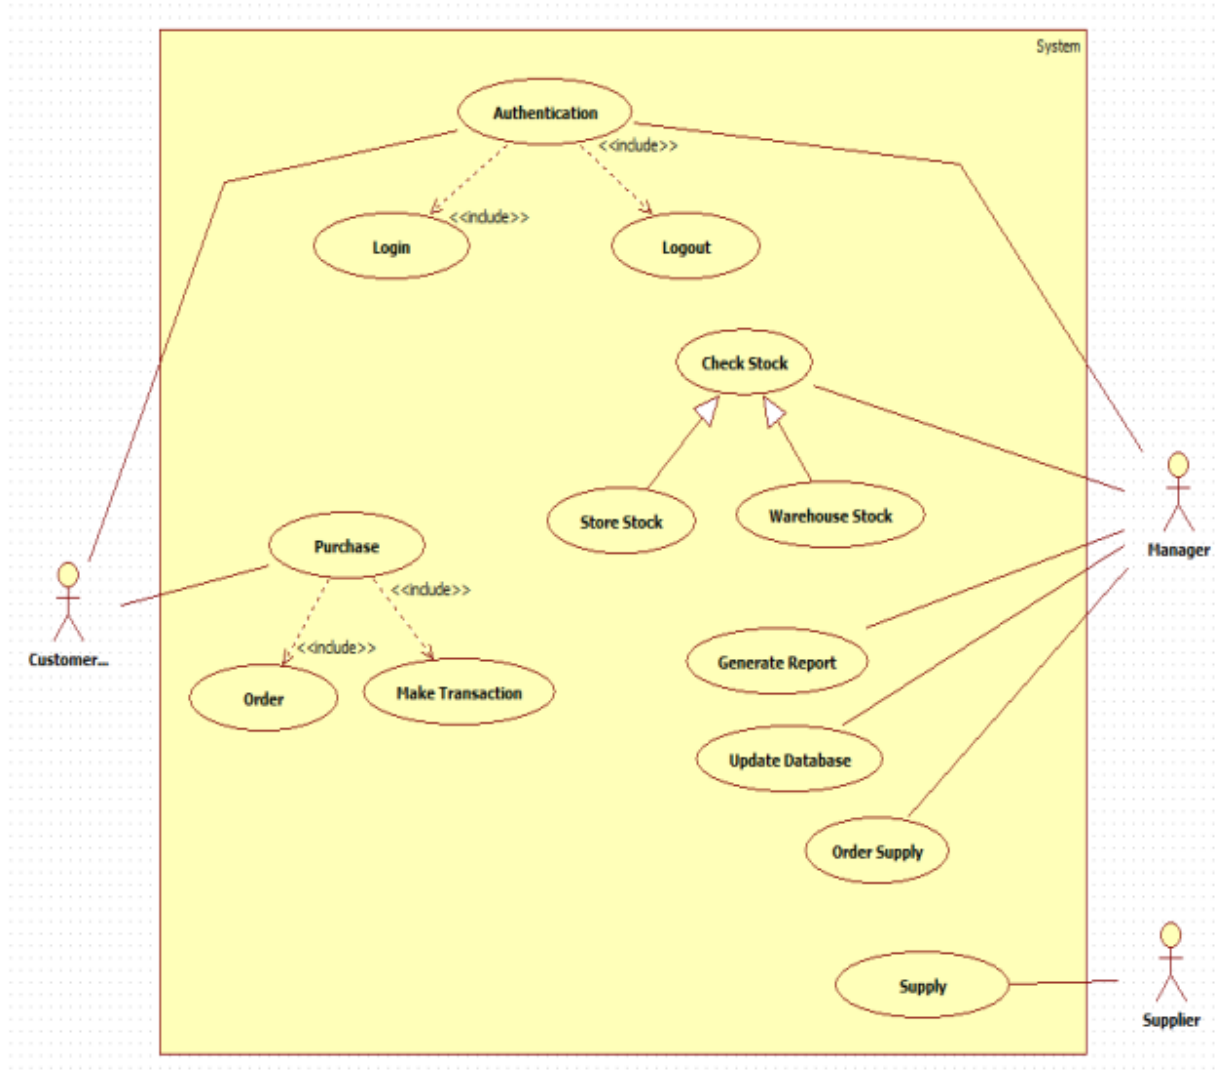 System
Authentication
<<include>>
<<include>>
Login
Logout
Check Stock
Store Stock
Warehouse Stock
Purchase
Manager
<<include>>
<<include>>
Customer...
Generate Report
Order
Make Transaction
Update Database
Order Supply
Supply
Supplier